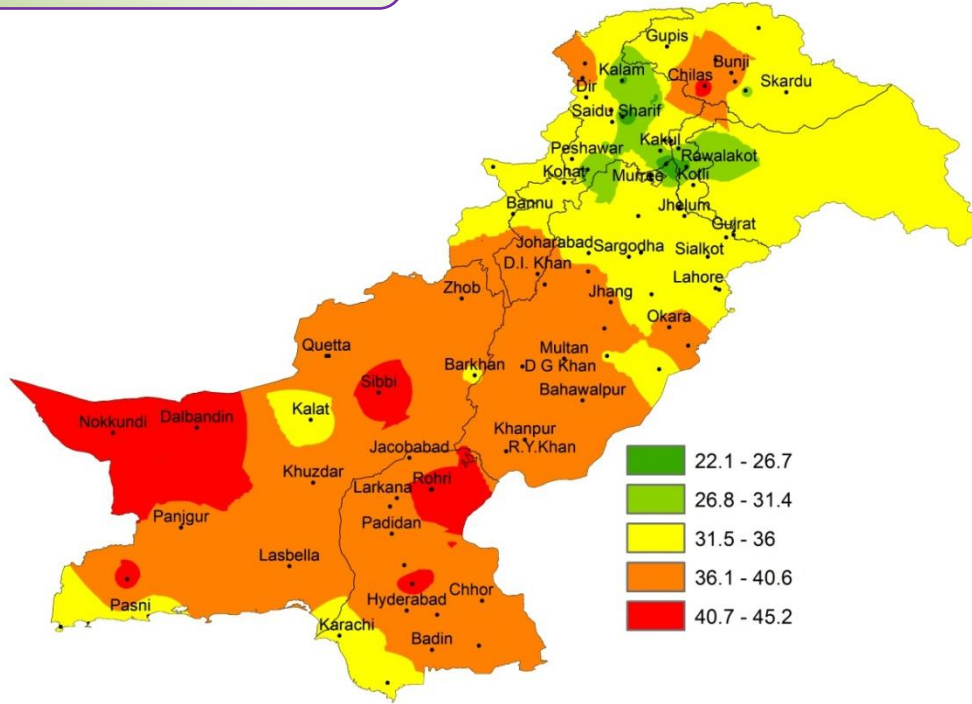 Gupis
Kalam
Chilas
Bunji
Skardu
Dir
Saidu Sharif
Kakul
Peshawar
Rawalakot
Kohat
Murree
Kotli
Bannu
Jhelum
Gujrat
Joharabad
Sargodha
Sialkot
D.I. Khan
Lahore
Zhob
Jhang
Okara
Quetta
Multan
Barkhan
D G Khan
Sibbi
Bahawalpur
Kalat
Nokkundi
Dalbandin
Khanpur
R.Y.Khan
Jacobabad
Khuzdar
Rohri
Larkana
Panjgur
Padidan
Lasbella
Chhor
Hyderabad
Pasni
Karachi
Badin
22.1 - 26.7
26.8 - 31.4
31.5 - 36
36.1 - 40.6
40.7 - 45.2